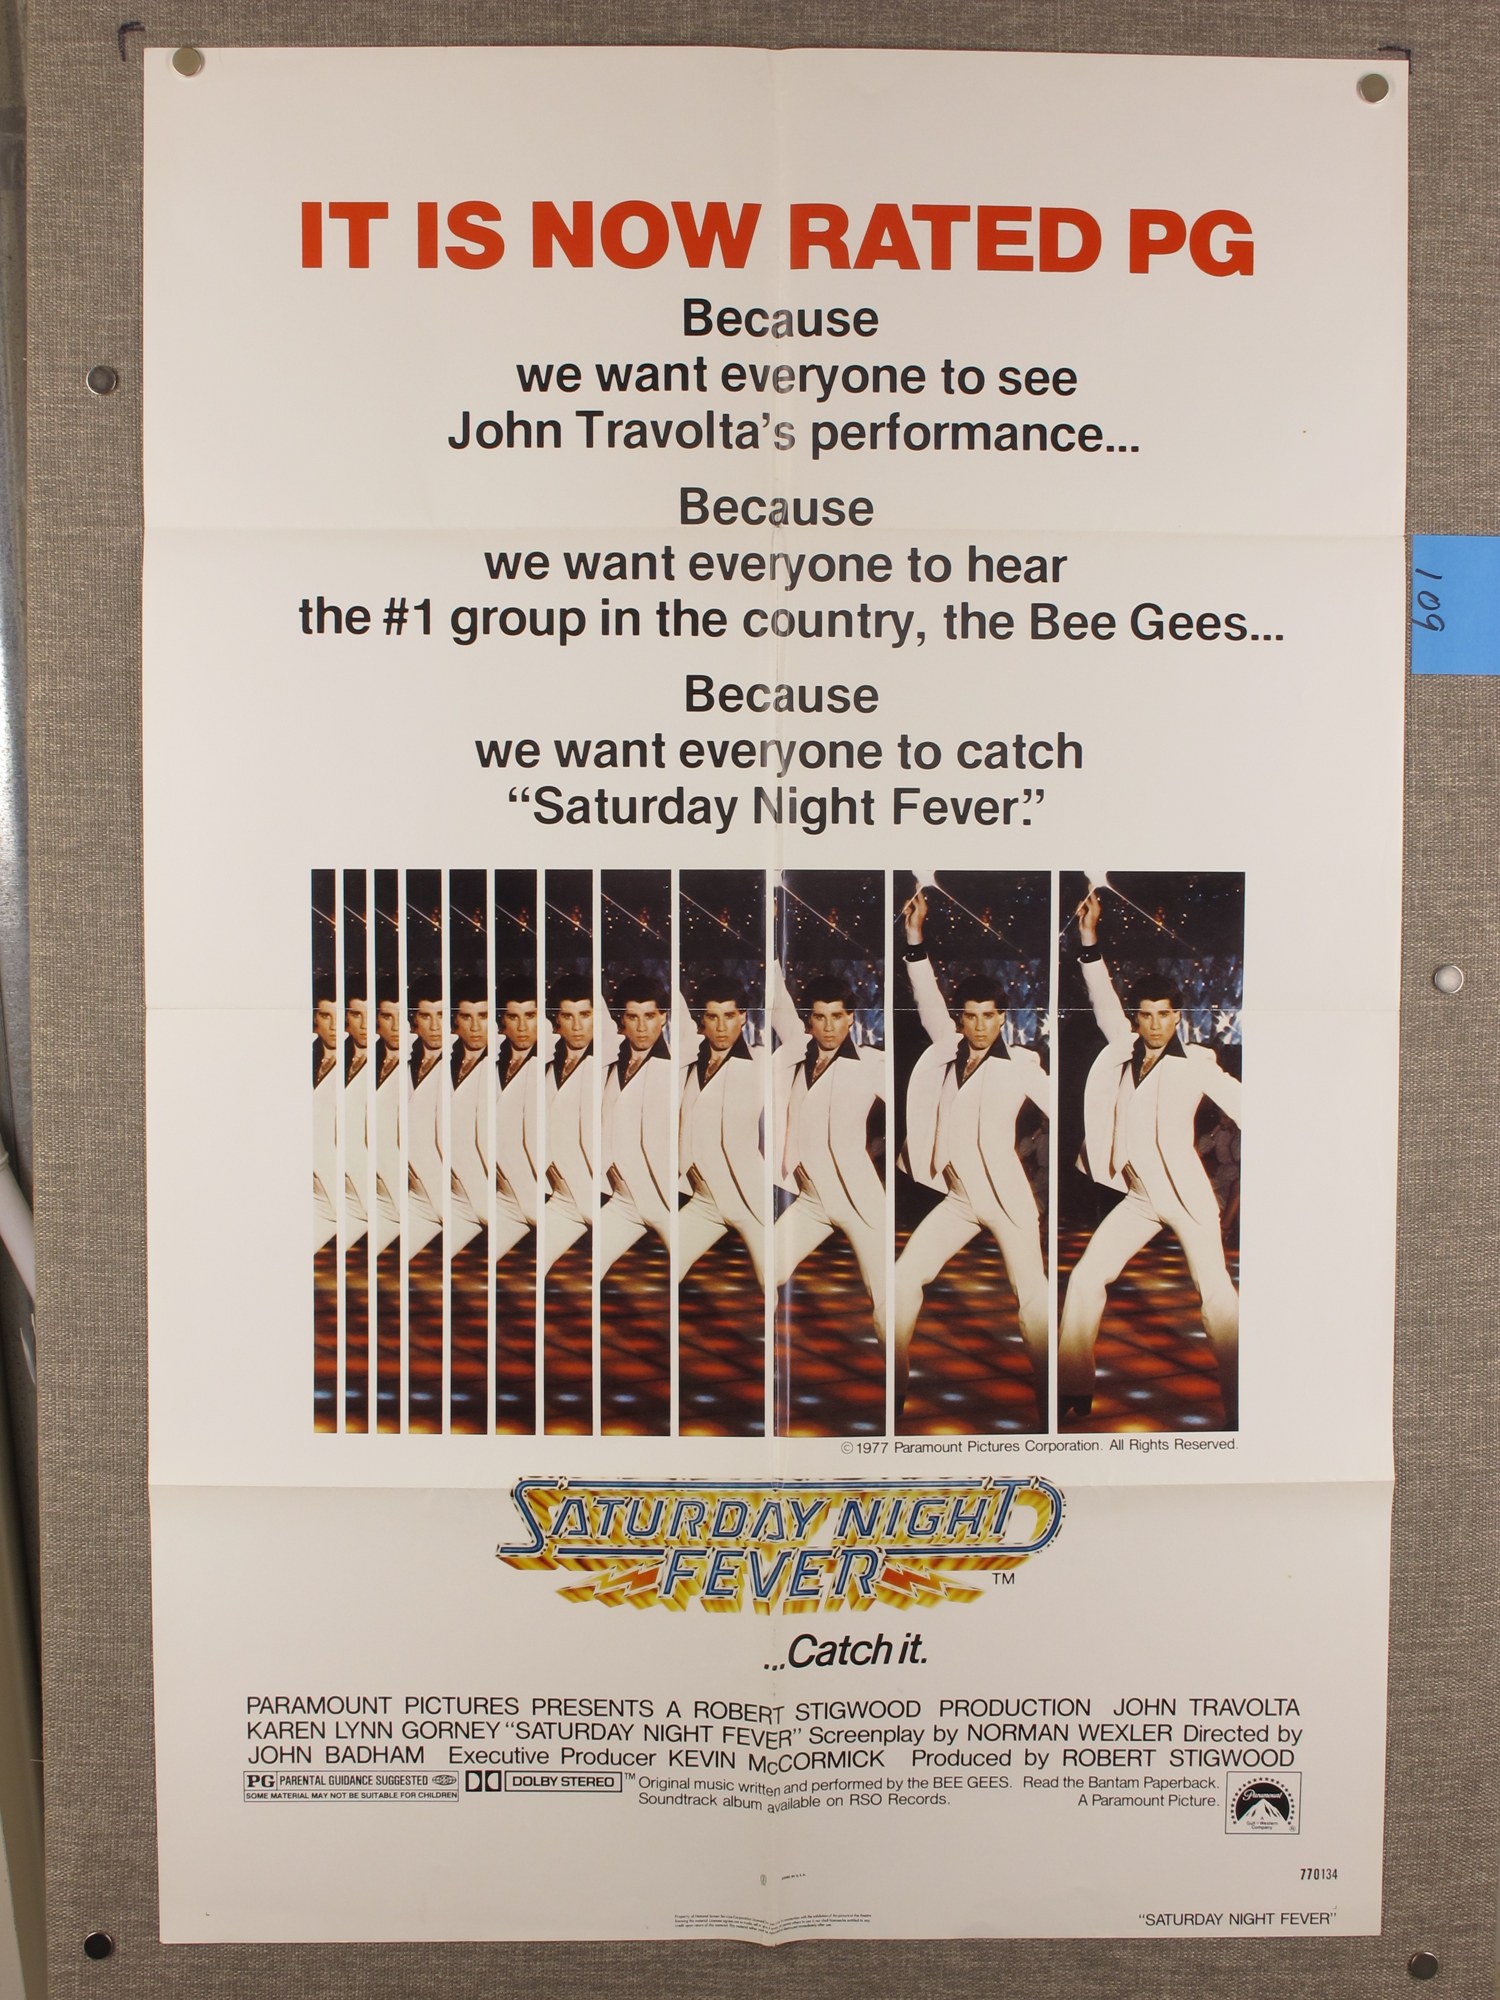 IT IS NOW RATED PG
Because
we want everyone to see
John Travolta's performance...
Because
we want everyone to hear
the #1 group in the country, the Bee Gees...
Because
we want everyone to catch
“Saturday Night Fever.”
109
©1977 Paramount Pictures Corporation. All Rights Reserved.
SATURDAY NIGHT
FEVER TM
...Catch it.
PARAMOUNT PICTURES PRESENTS A ROBERT STIGWOOD PRODUCTION JOHN TRAVOLTA
KAREN LYNN GORNEY “SATURDAY NIGHT FEVER” Screenplay by NORMAN WEXLER Directed by
JOHN BADHAM Executive Producer KEVIN McCORMICK Produced by ROBERT STIGWOOD
PG PARENTAL GUIDANCE SUGGESTED
SOME MATERIAL MAY NOT BE SUITABLE FOR CHILDREN
DOLBY STEREO TM
Original music written and performed by the BEE GEES. Read the Bantam Paperback.
Soundtrack album available on RSO Records. A Paramount Picture.
Paramount
A
Gulf+Western
Company
770134
“SATURDAY NIGHT FEVER”